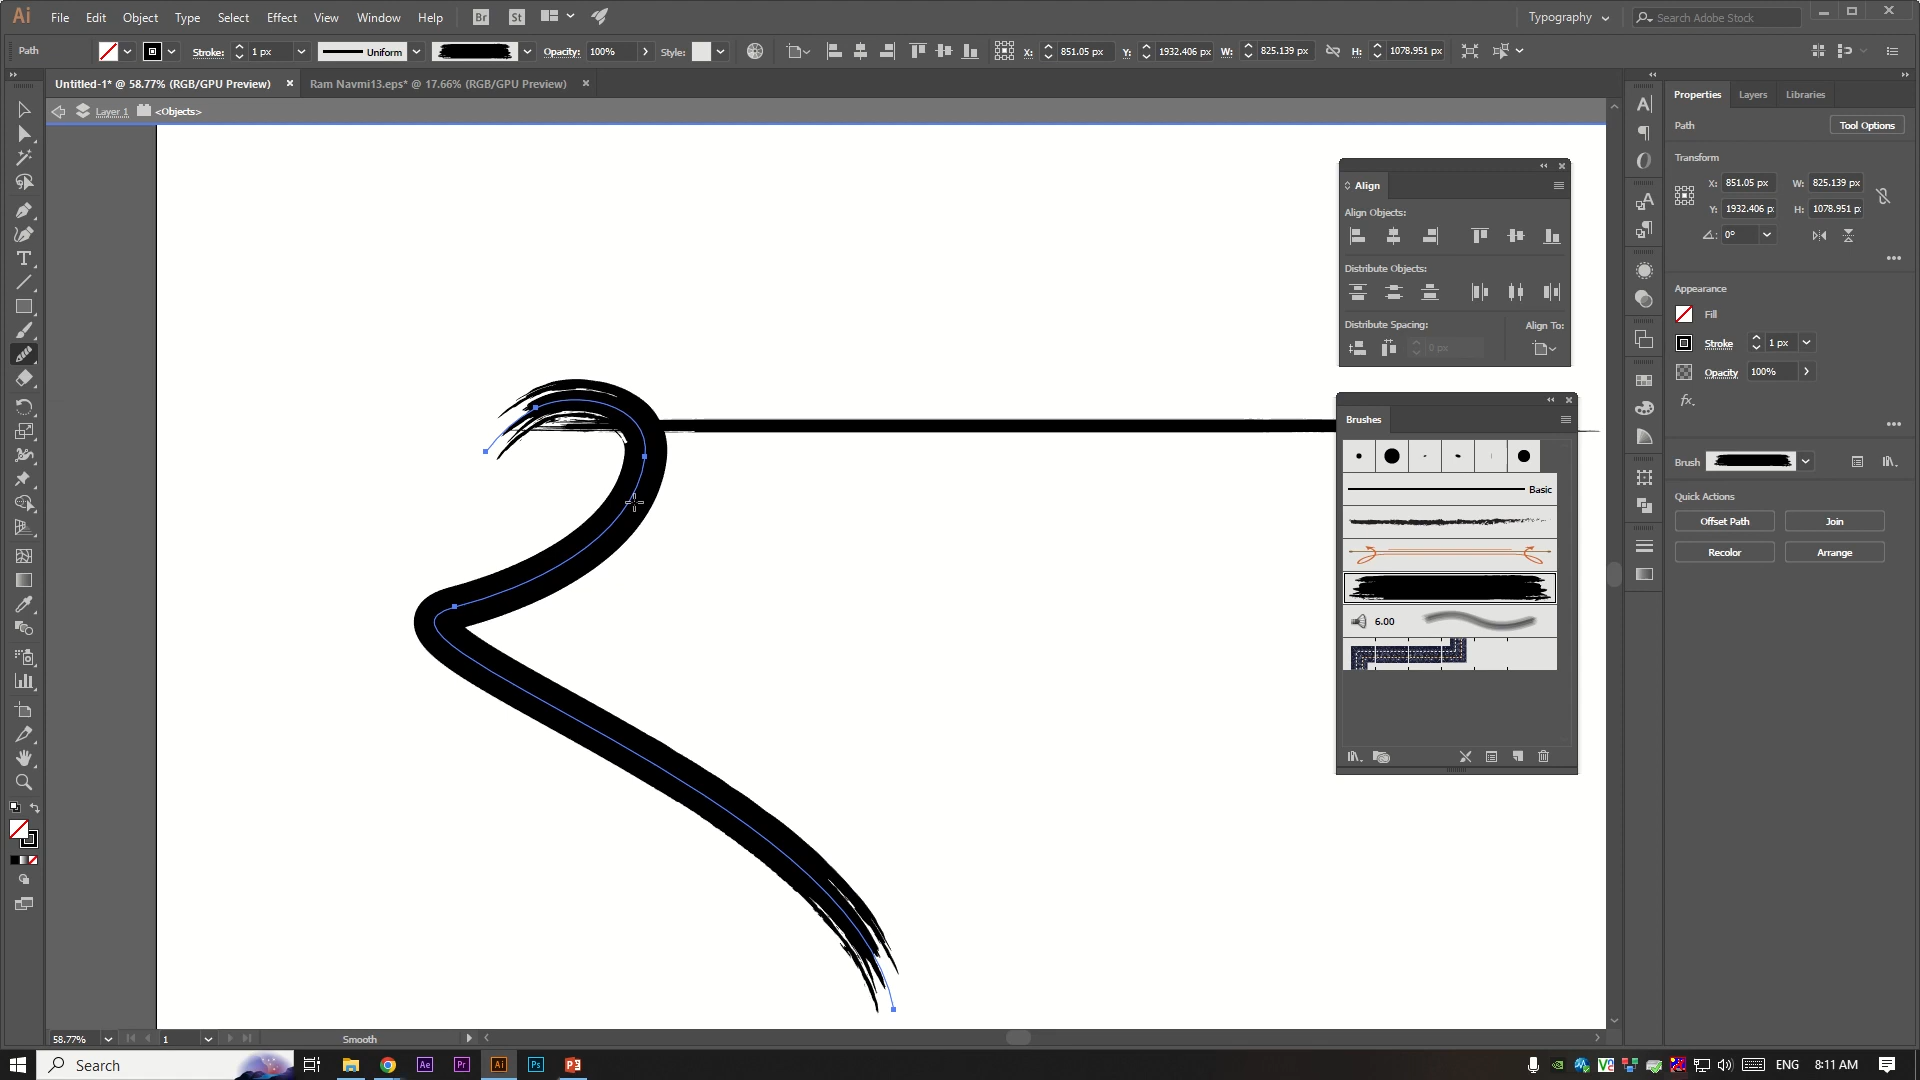 Ai File Edit Object Type Select Effect View Window Help Br St Typography Search Adobe Stock
Path Stroke: 1 px Uniform Opacity: 100% Style: X: 851.05 px Y: 1932.406 px W: 825.139 px H: 1078.951 px
Untitled-1* @ 58.77% (RGB/GPU Preview) Ram Navmi13.eps* @ 17.66% (RGB/GPU Preview)
Layer 1 <Objects>
Align
Align Objects:
Distribute Objects:
Distribute Spacing: Align To:
0 px
Brushes
Basic
6.00
Properties Layers Libraries
Path Tool Options
Transform
X: 851.05 px W: 825.139 px
Y: 1932.406 p H: 1078.951 p
0°
Appearance
Fill
Stroke 1 px
Opacity 100%
fx
Brush
Quick Actions
Offset Path Join
Recolor Arrange
58.77% 1 Smooth
Search Ae Pr Ai Ps ENG 8:11 AM